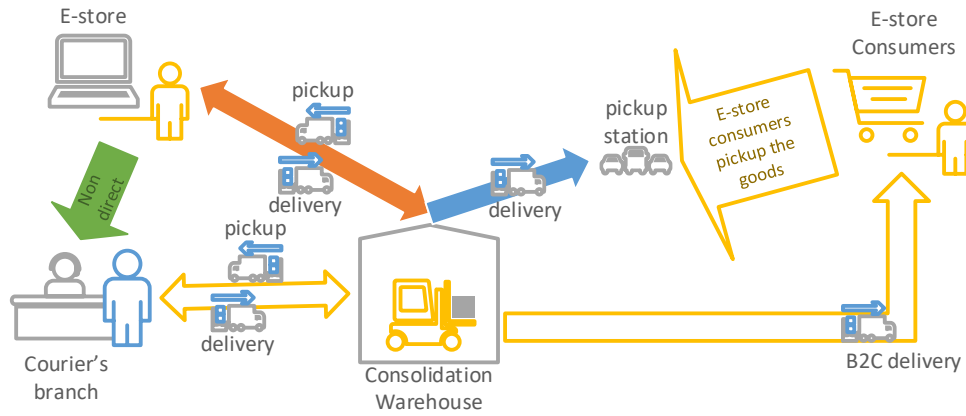 E-store
E-store
Consumers
pickup
pickup
station
E-store
consumers
pickup the
goods
Non
direct
delivery
delivery
pickup
delivery
B2C delivery
Courier's
branch
Consolidation
Warehouse